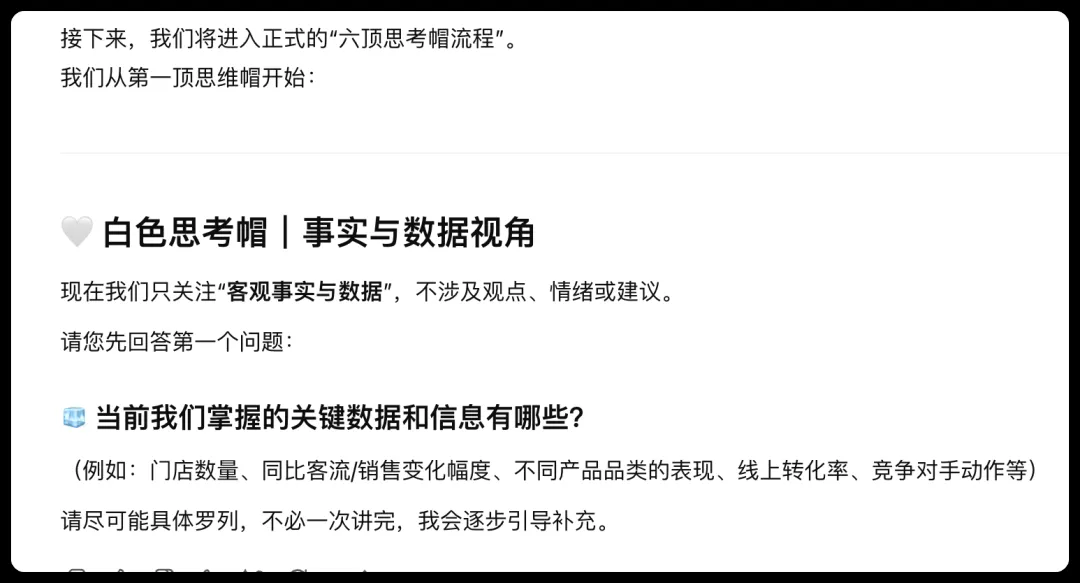 接下来，我们将进入正式的“六顶思考帽流程”。
我们从第一顶思维帽开始：
🤍 白色思考帽｜事实与数据视角
现在我们只关注“客观事实与数据”，不涉及观点、情绪或建议。
请您先回答第一个问题：
🧊 当前我们掌握的关键数据和信息有哪些？
（例如：门店数量、同比客流/销售变化幅度、不同产品品类的表现、线上转化率、竞争对手动作等）
请尽可能具体罗列，不必一次讲完，我会逐步引导补充。